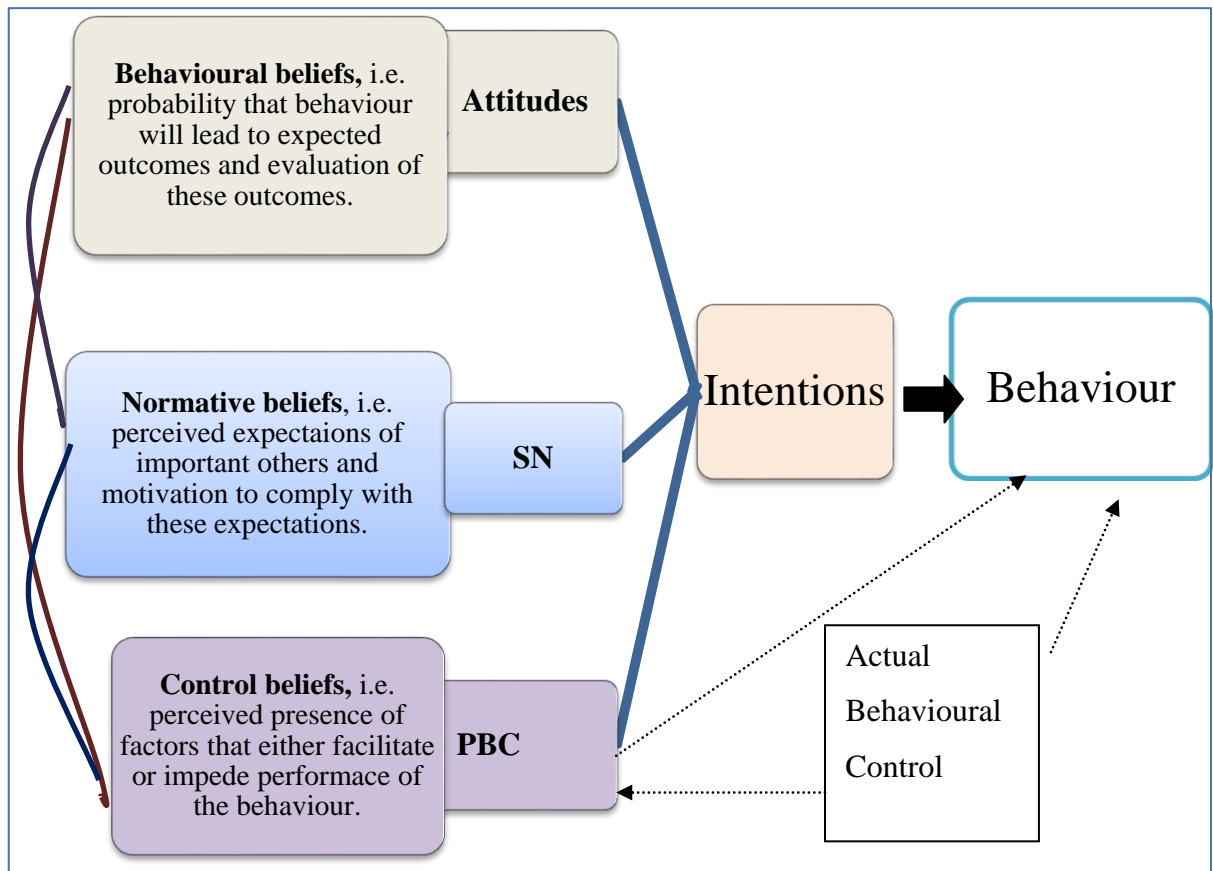 Behavioural beliefs, i.e.
probability that behaviour
will lead to expected
outcomes and evaluation of
these outcomes.
Attitudes
Normative beliefs, i.e.
perceived expectaions of
important others and
motivation to comply with
these expectations.
SN
Control beliefs, i.e.
perceived presence of
factors that either facilitate
or impede performace of
the behaviour.
PBC
Intentions
Behaviour
Actual
Behavioural
Control